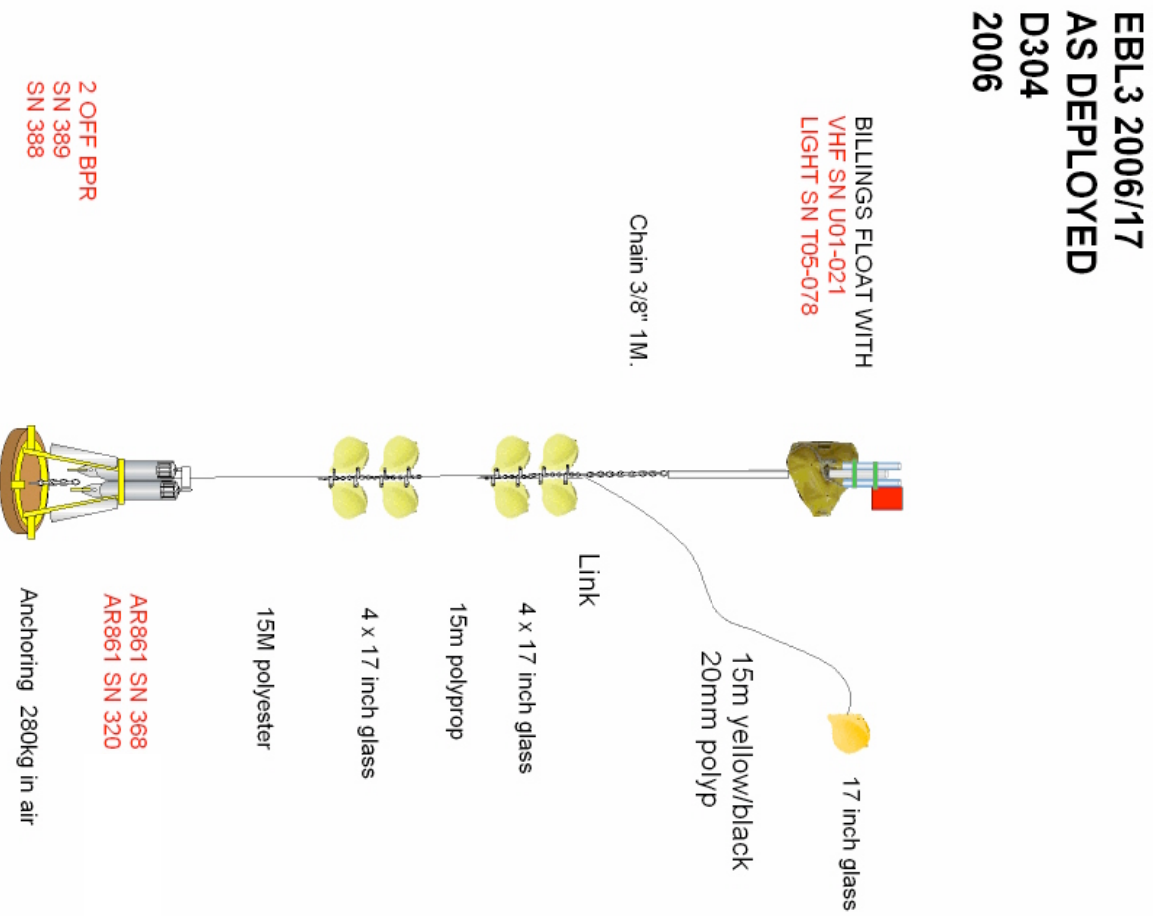 EBL3 2006/17
AS DEPLOYED
D304
2006
BILLINGS FLOAT WITH
VHF SN U01-021
LIGHT SN T05-078
17 inch glass
15m yellow/black
20mm polyp
Chain 3/8" 1M.
Link
4 x 17 inch glass
15m polyprop
4 x 17 inch glass
15M polyester
AR861 SN 368
AR861 SN 320
2 OFF BPR
SN 389
SN 388
Anchoring 280kg in air